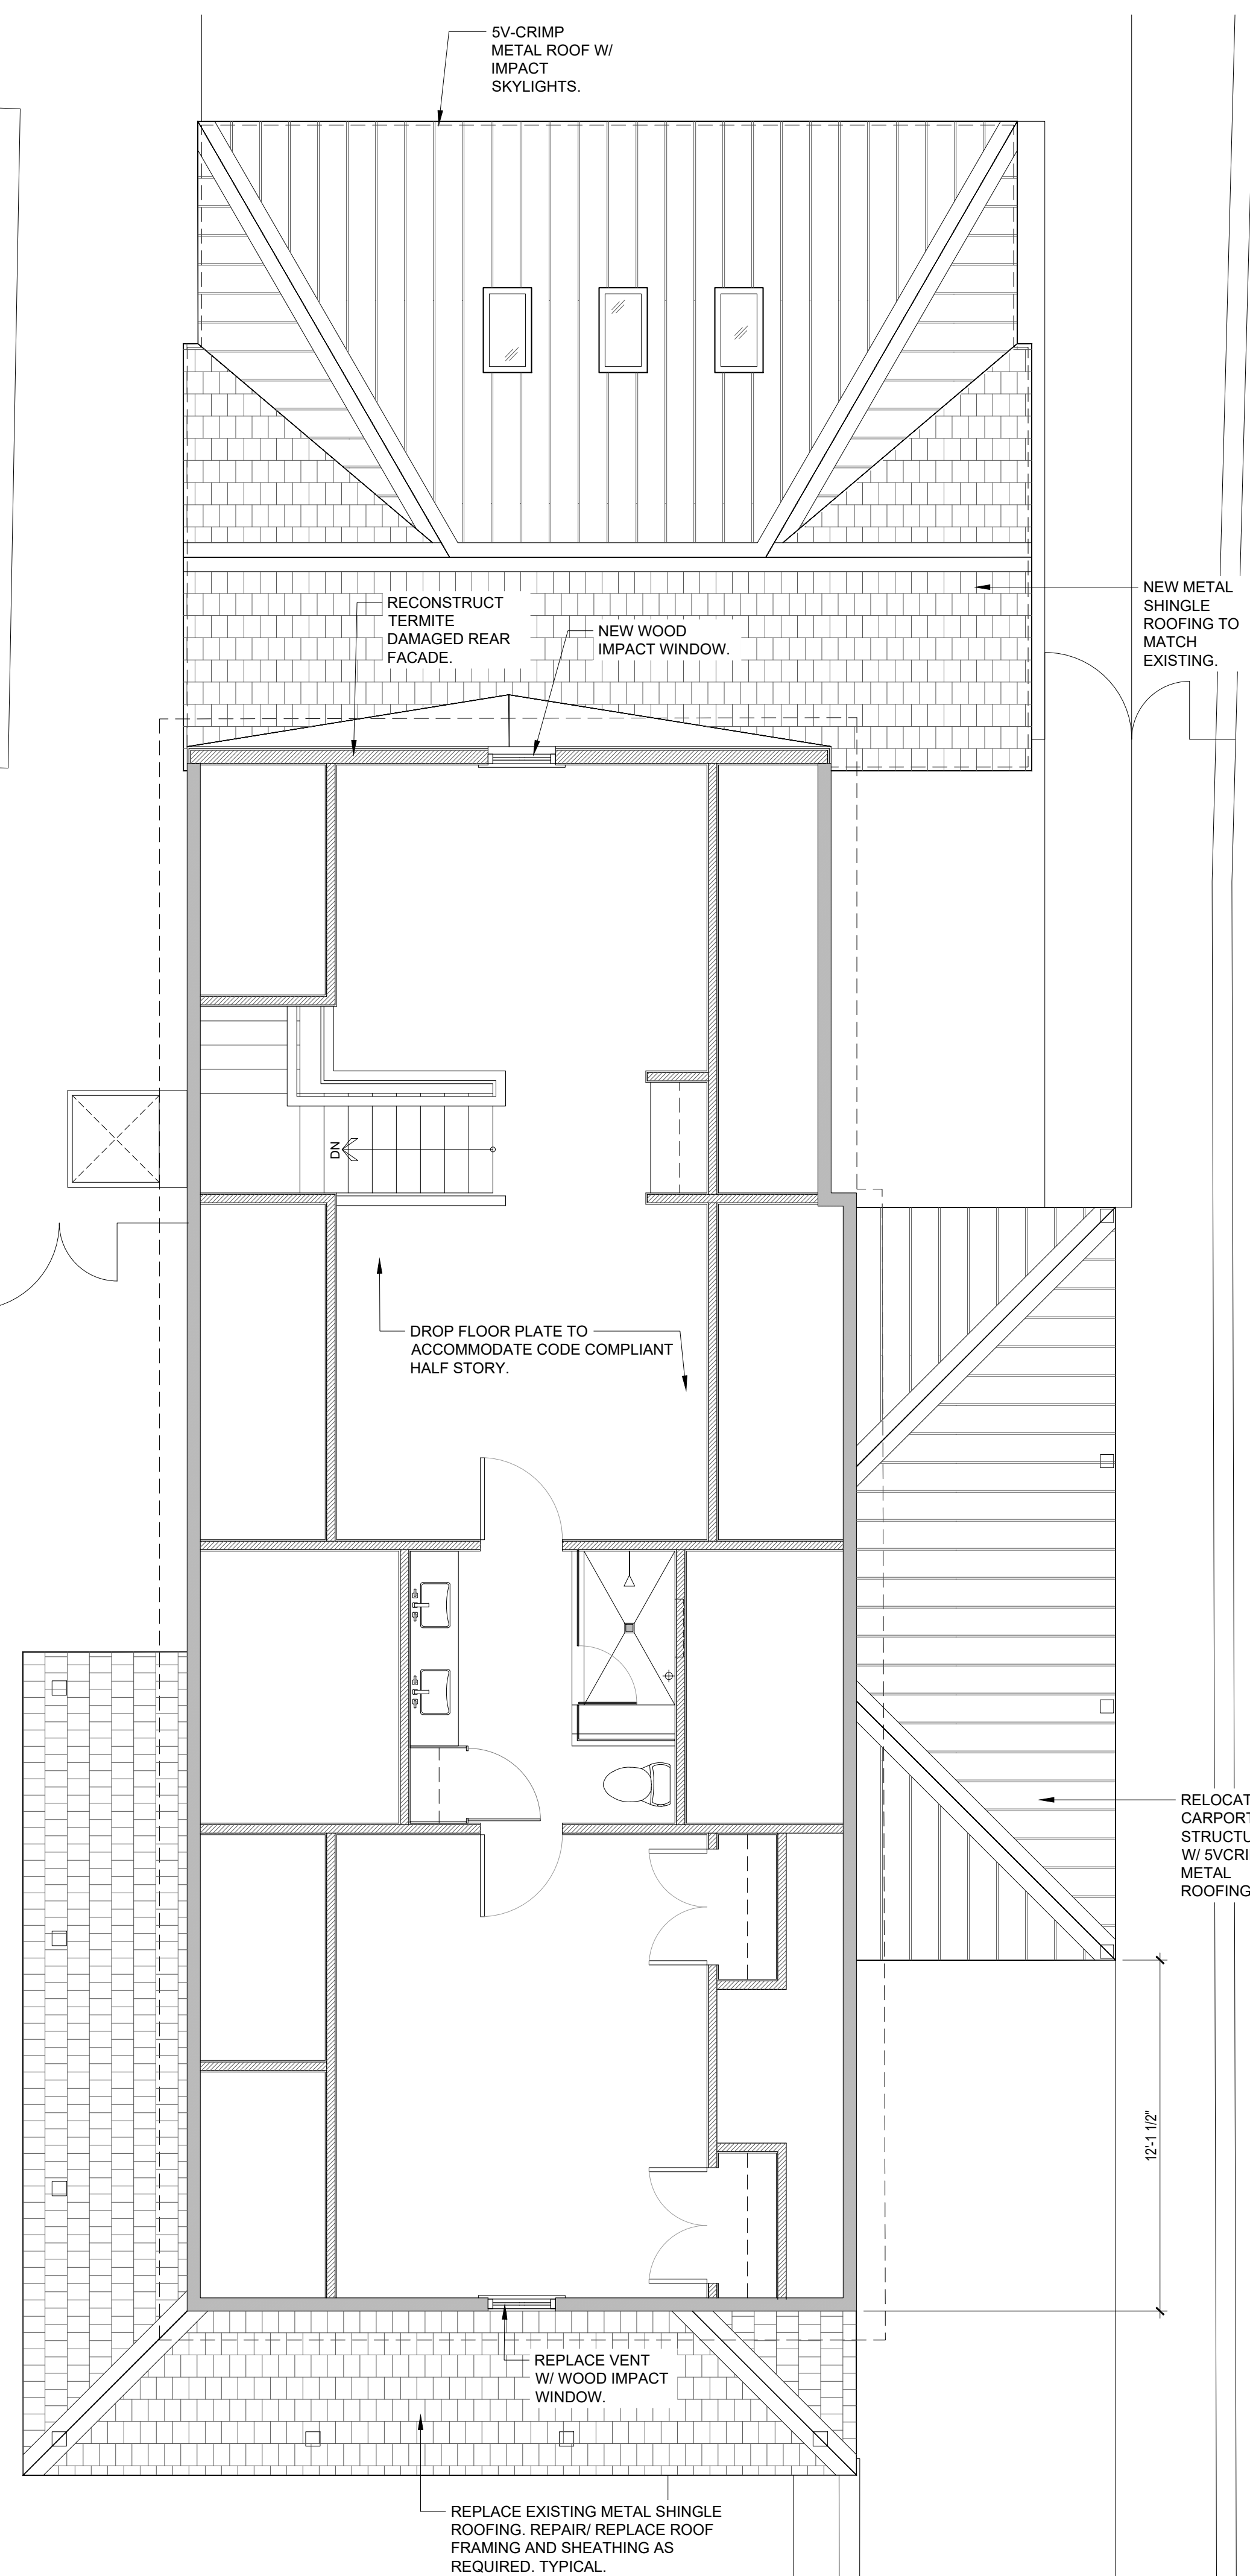 5V-CRIMP
METAL ROOF W/
IMPACT
SKYLIGHTS.
NEW METAL
SHINGLE
ROOFING TO
MATCH
EXISTING.
RECONSTRUCT
TERMITE
DAMAGED REAR
FACADE.
NEW WOOD
IMPACT WINDOW.
DN
DROP FLOOR PLATE TO
ACCOMMODATE CODE COMPLIANT
HALF STORY.
RELOCAT
CARPORT
STRUCTU
W/ 5VCRI
METAL
ROOFING
12'-1 1/2"
REPLACE VENT
W/ WOOD IMPACT
WINDOW.
REPLACE EXISTING METAL SHINGLE
ROOFING. REPAIR/ REPLACE ROOF
FRAMING AND SHEATHING AS
REQUIRED. TYPICAL.